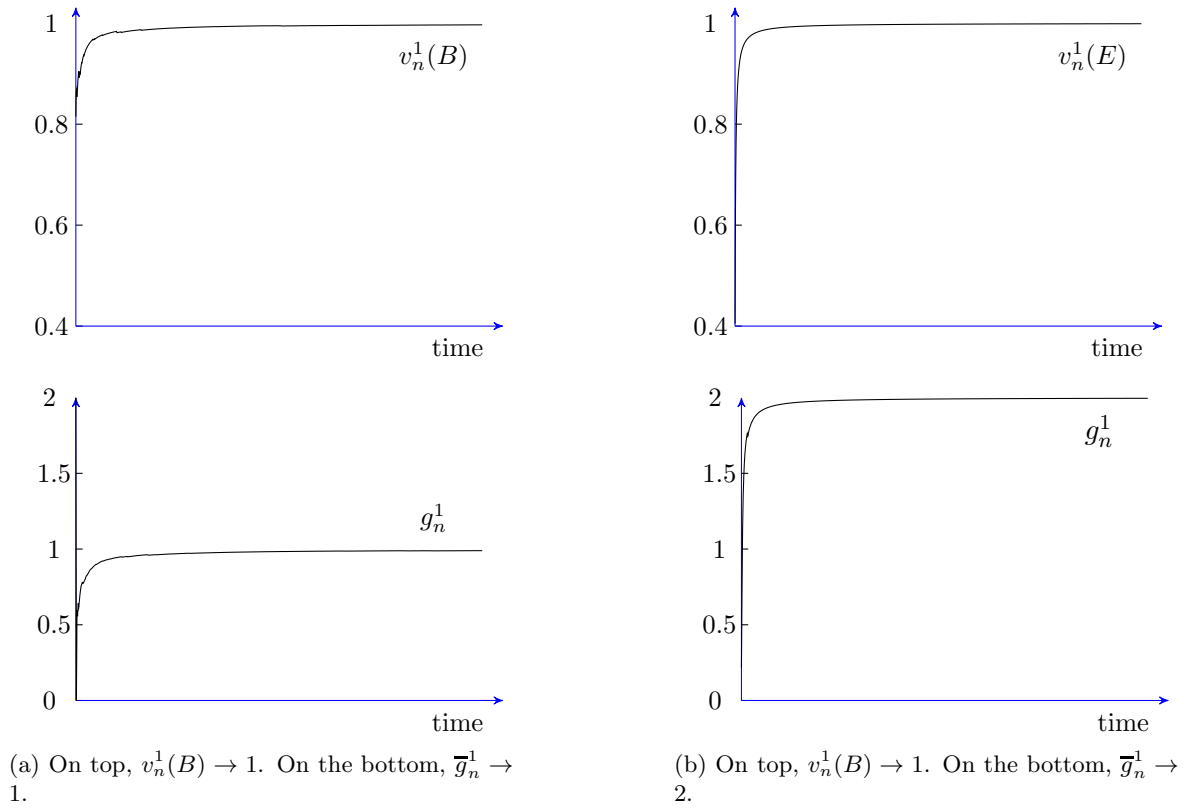 1
v_n^1(B)
0.8
0.6
0.4
time
1
v_n^1(E)
0.8
0.6
0.4
time
2
1.5
1
g_n^1
0.5
0
time
2
g_n^1
1.5
1
0.5
0
time
(a) On top, v_n^1(B) → 1. On the bottom, g̅_n^1 →
1.
(b) On top, v_n^1(B) → 1. On the bottom, g̅_n^1 →
2.